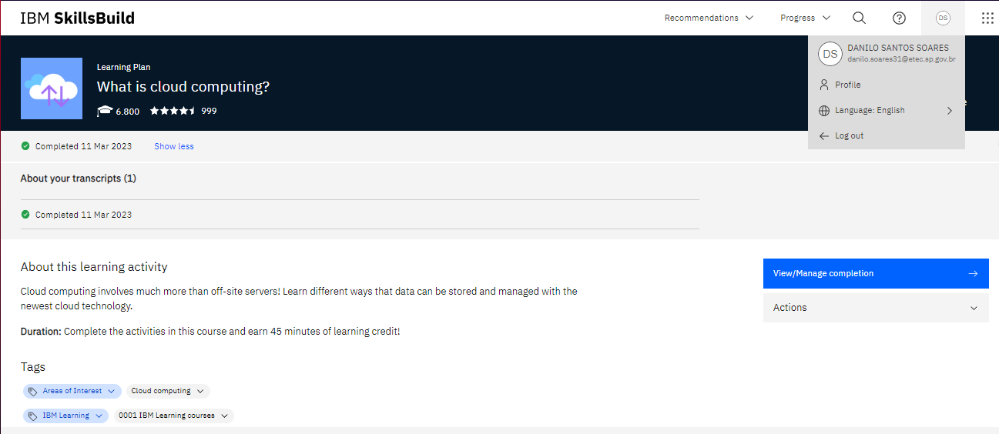 IBM SkillsBuild
Recommendations
Progress
DS
DS
DANILO SANTOS SOARES
danilo.soares31@etec.sp.gov.br
Profile
Language: English
Log out
Learning Plan
What is cloud computing?
6.800 999
Completed 11 Mar 2023 Show less
About your transcripts (1)
Completed 11 Mar 2023
About this learning activity
Cloud computing involves much more than off-site servers! Learn different ways that data can be stored and managed with the
newest cloud technology.
Duration: Complete the activities in this course and earn 45 minutes of learning credit!
View/Manage completion
Actions
Tags
Areas of Interest Cloud computing
IBM Learning 0001 IBM Learning courses